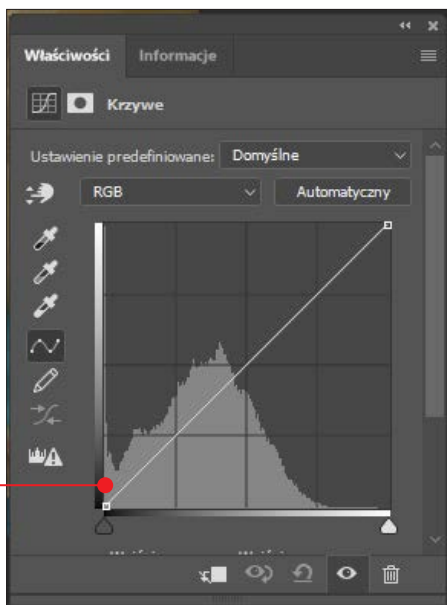 Właściwości Informacje
Krzywe
Ustawienie predefiniowane: Domyślne
RGB Automatyczny